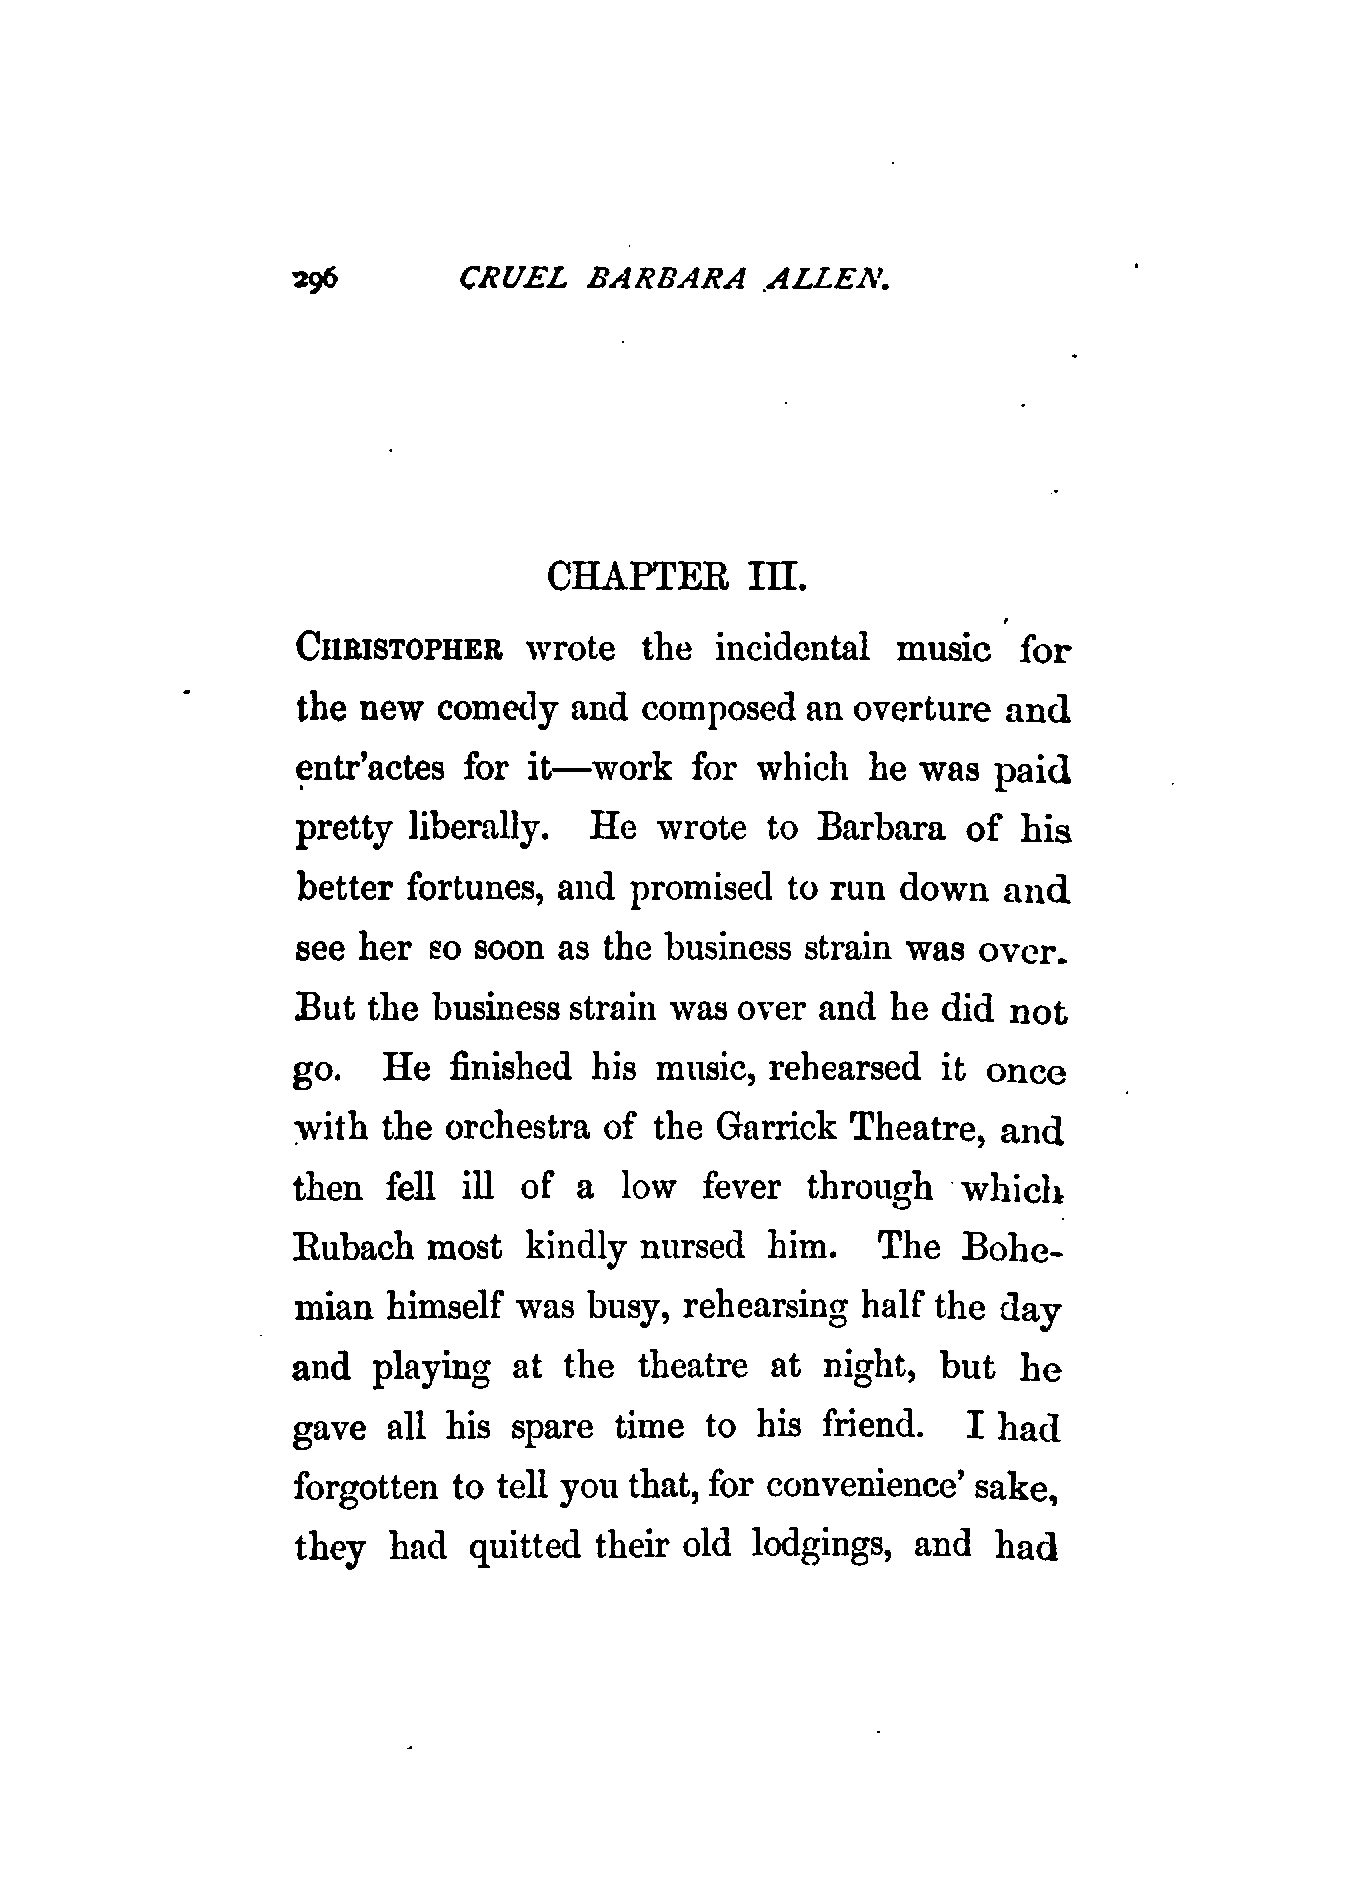 296 CRUEL BARBARA ALLEN.
CHAPTER III.
CHRISTOPHER wrote the incidental music for
the new comedy and composed an overture and
entr'actes for it—work for which he was paid
pretty liberally. He wrote to Barbara of his
better fortunes, and promised to run down and
see her so soon as the business strain was over.
But the business strain was over and he did not
go. He finished his music, rehearsed it once
with the orchestra of the Garrick Theatre, and
then fell ill of a low fever through which
Rubach most kindly nursed him. The Bohe-
mian himself was busy, rehearsing half the day
and playing at the theatre at night, but he
gave all his spare time to his friend. I had
forgotten to tell you that, for convenience' sake,
they had quitted their old lodgings, and had